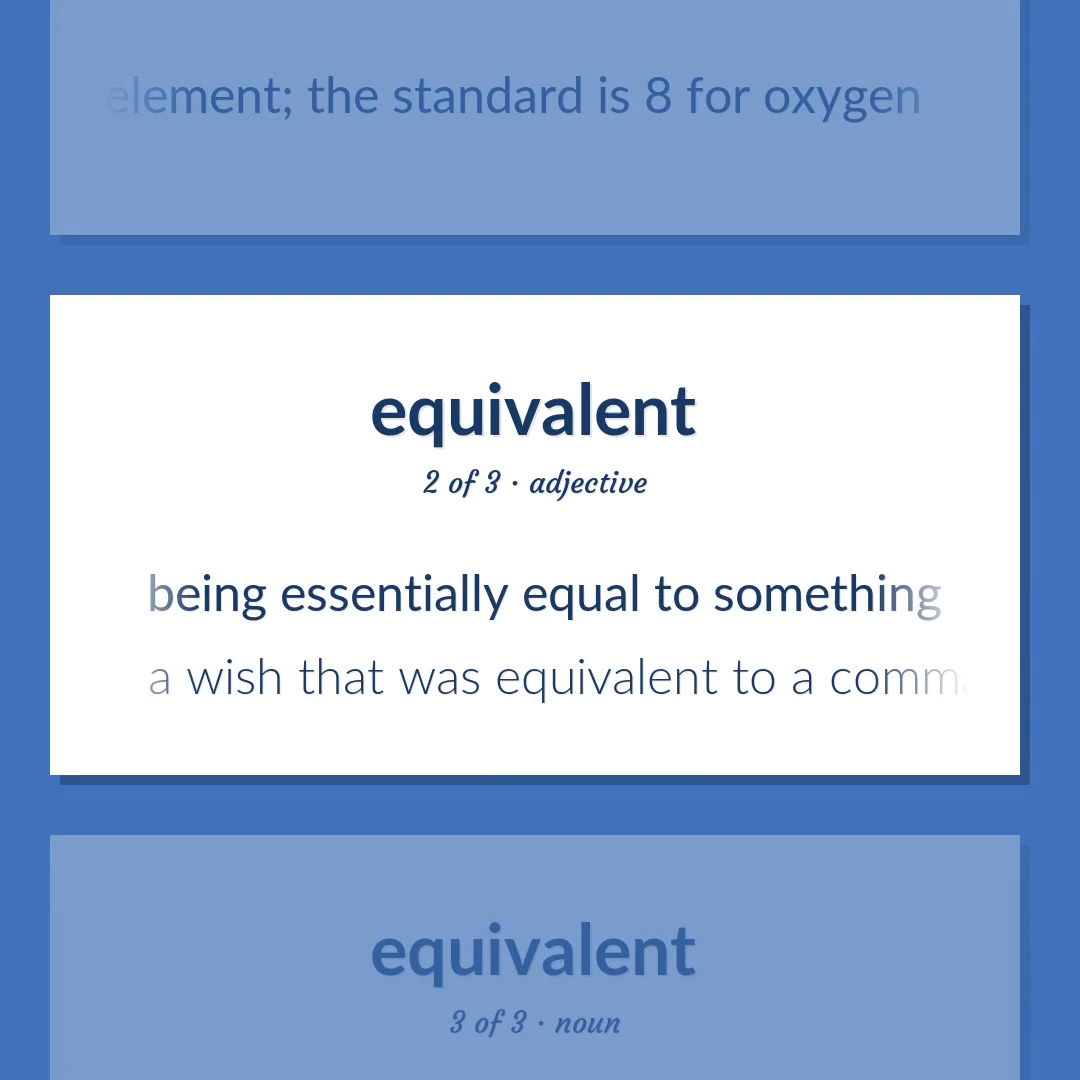 element; the standard is 8 for oxygen
equivalent
2 of 3 · adjective
being essentially equal to something
a wish that was equivalent to a
equivalent
3 of 3 · noun